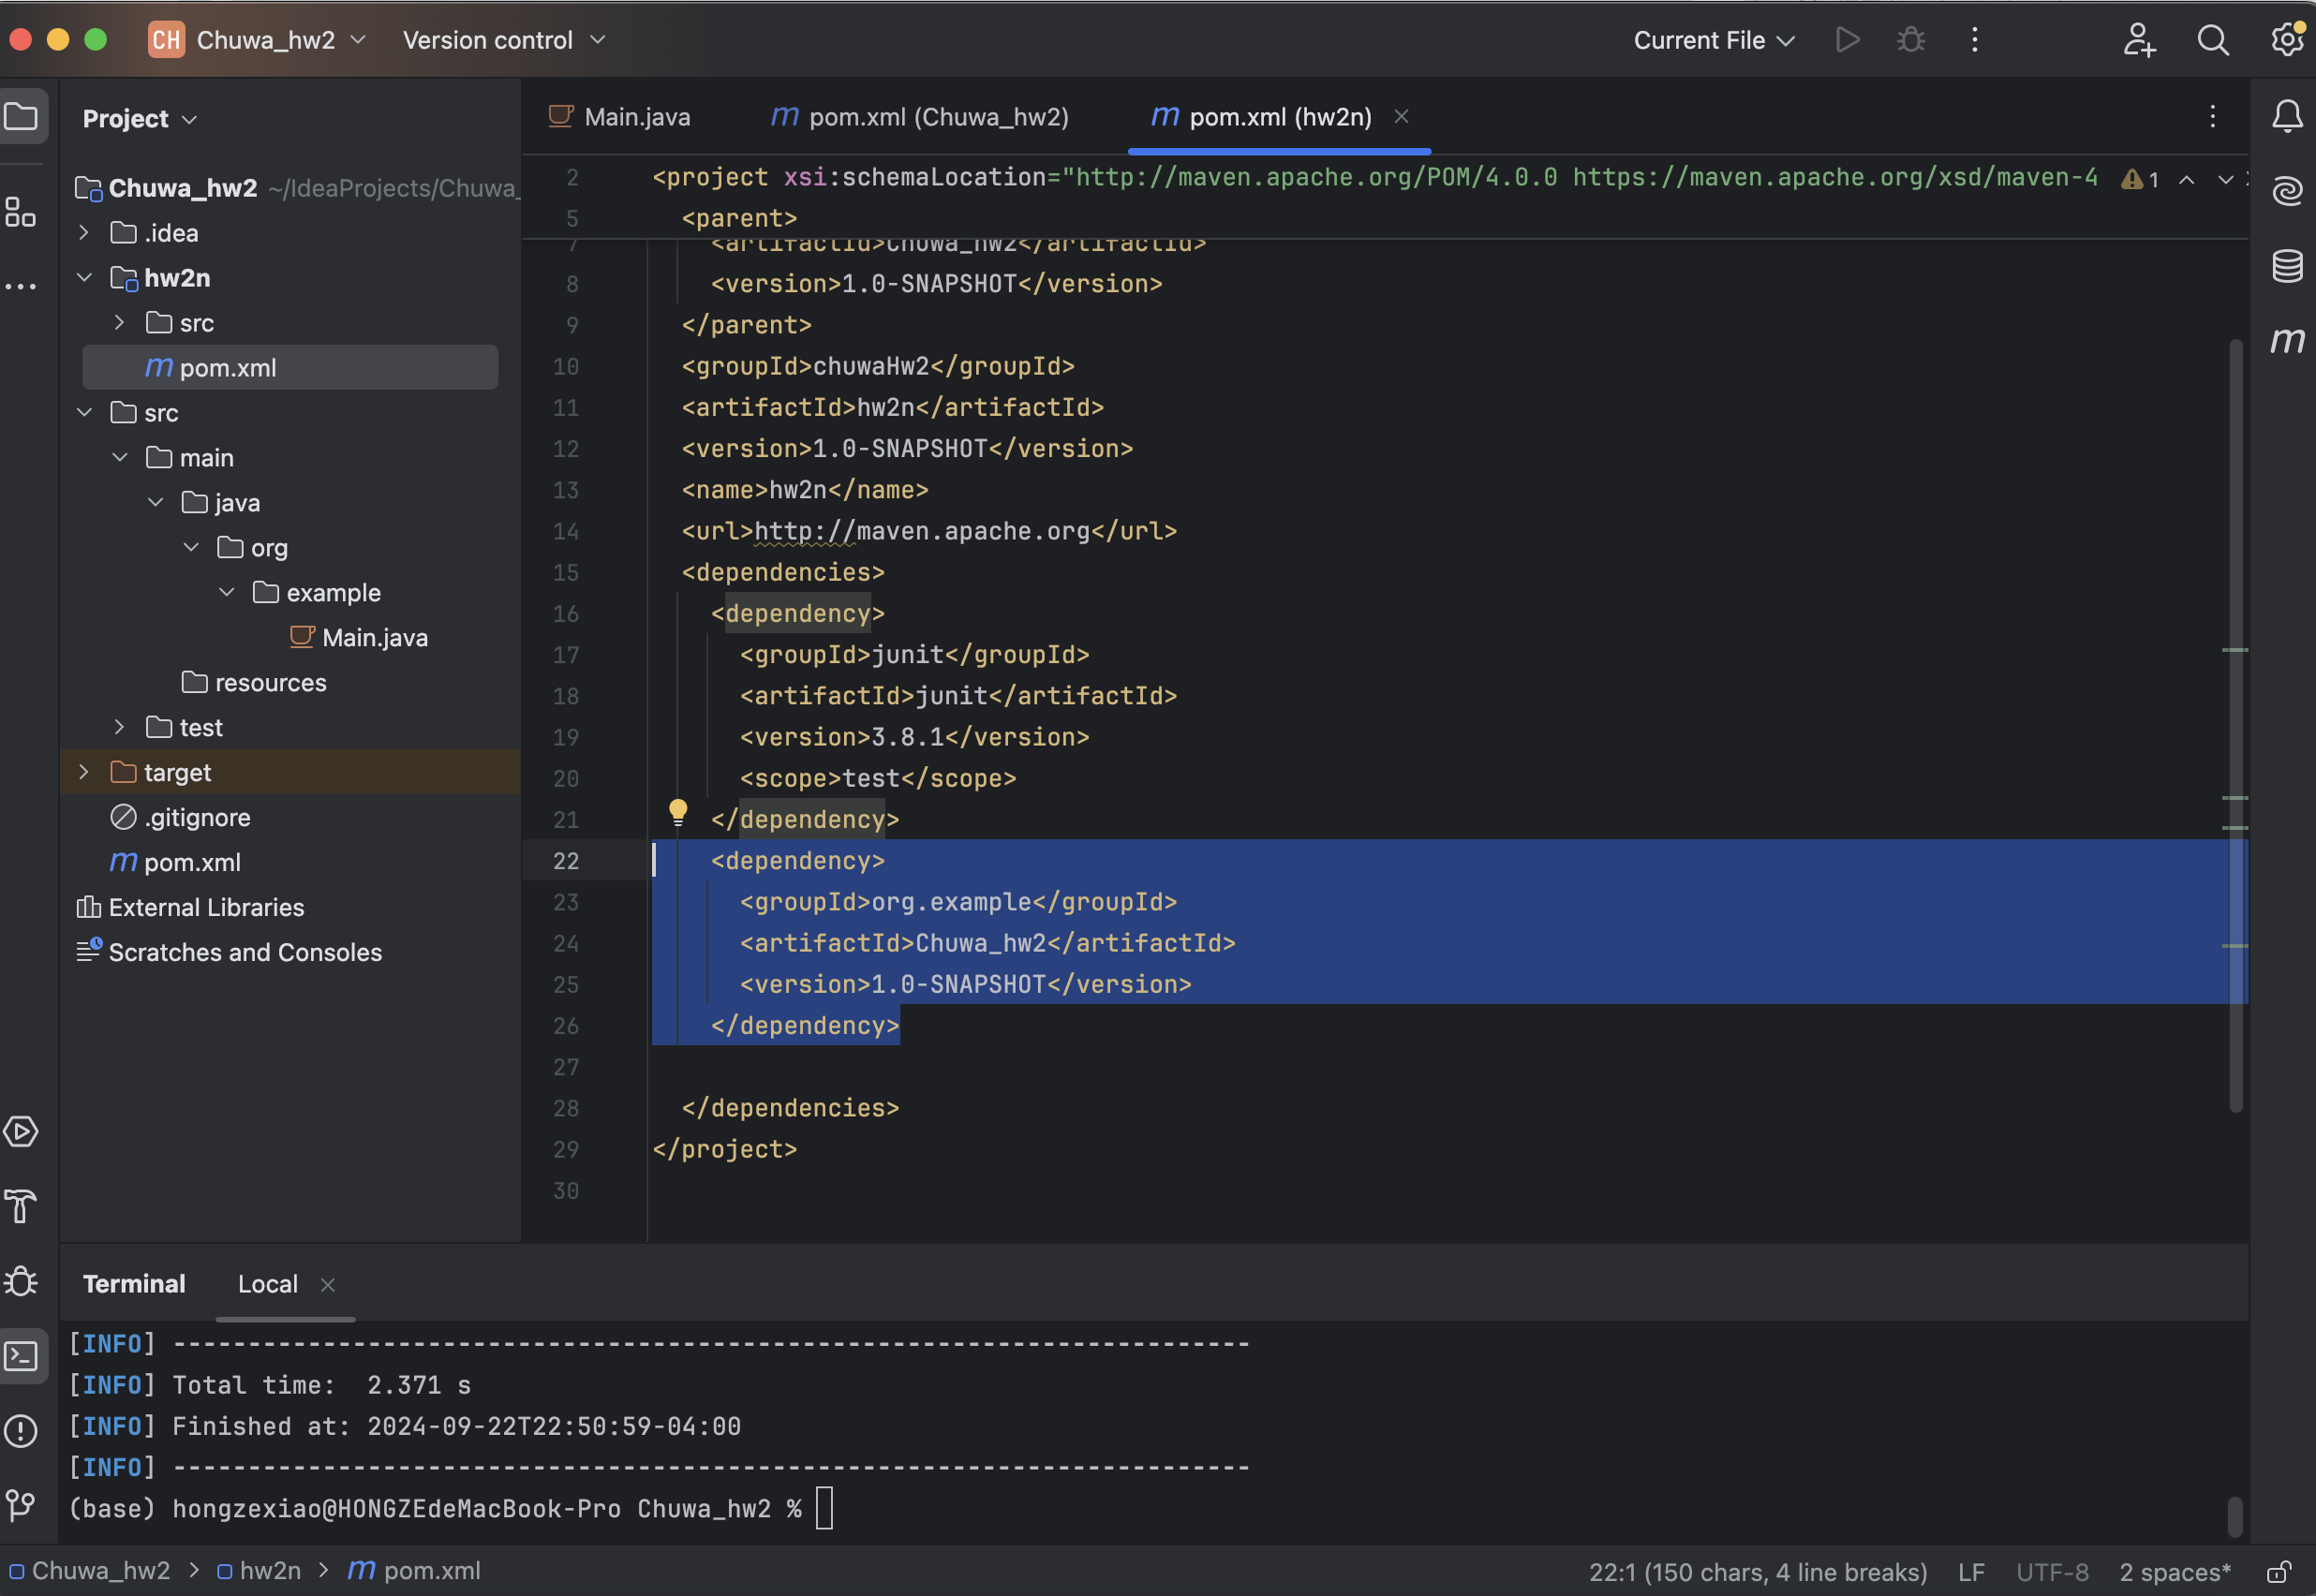 CH Chuwa_hw2 Version control Current File
Project
Main.java
pom.xml (Chuwa_hw2)
pom.xml (hw2n)
Chuwa_hw2 ~/IdeaProjects/Chuwa_
.idea
hw2n
src
pom.xml
src
main
java
org
example
Main.java
resources
test
target
.gitignore
pom.xml
External Libraries
Scratches and Consoles
2 <project xsi:schemaLocation="http://maven.apache.org/POM/4.0.0 https://maven.apache.org/xsd/maven-4 1
5 <parent>
7 <artifactId>Chuwa_hw2</artifactId>
8 <version>1.0-SNAPSHOT</version>
9 </parent>
10 <groupId>chuwaHw2</groupId>
11 <artifactId>hw2n</artifactId>
12 <version>1.0-SNAPSHOT</version>
13 <name>hw2n</name>
14 <url>http://maven.apache.org</url>
15 <dependencies>
16 <dependency>
17 <groupId>junit</groupId>
18 <artifactId>junit</artifactId>
19 <version>3.8.1</version>
20 <scope>test</scope>
21 </dependency>
22 <dependency>
23 <groupId>org.example</groupId>
24 <artifactId>Chuwa_hw2</artifactId>
25 <version>1.0-SNAPSHOT</version>
26 </dependency>
27
28 </dependencies>
29 </project>
30
Terminal Local
[INFO] ------------------------------------------------------------------------
[INFO] Total time:  2.371 s
[INFO] Finished at: 2024-09-22T22:50:59-04:00
[INFO] ------------------------------------------------------------------------
(base) hongzexiao@HONGZEdeMacBook-Pro Chuwa_hw2 %
Chuwa_hw2 > hw2n > pom.xml 22:1 (150 chars, 4 line breaks) LF UTF-8 2 spaces*